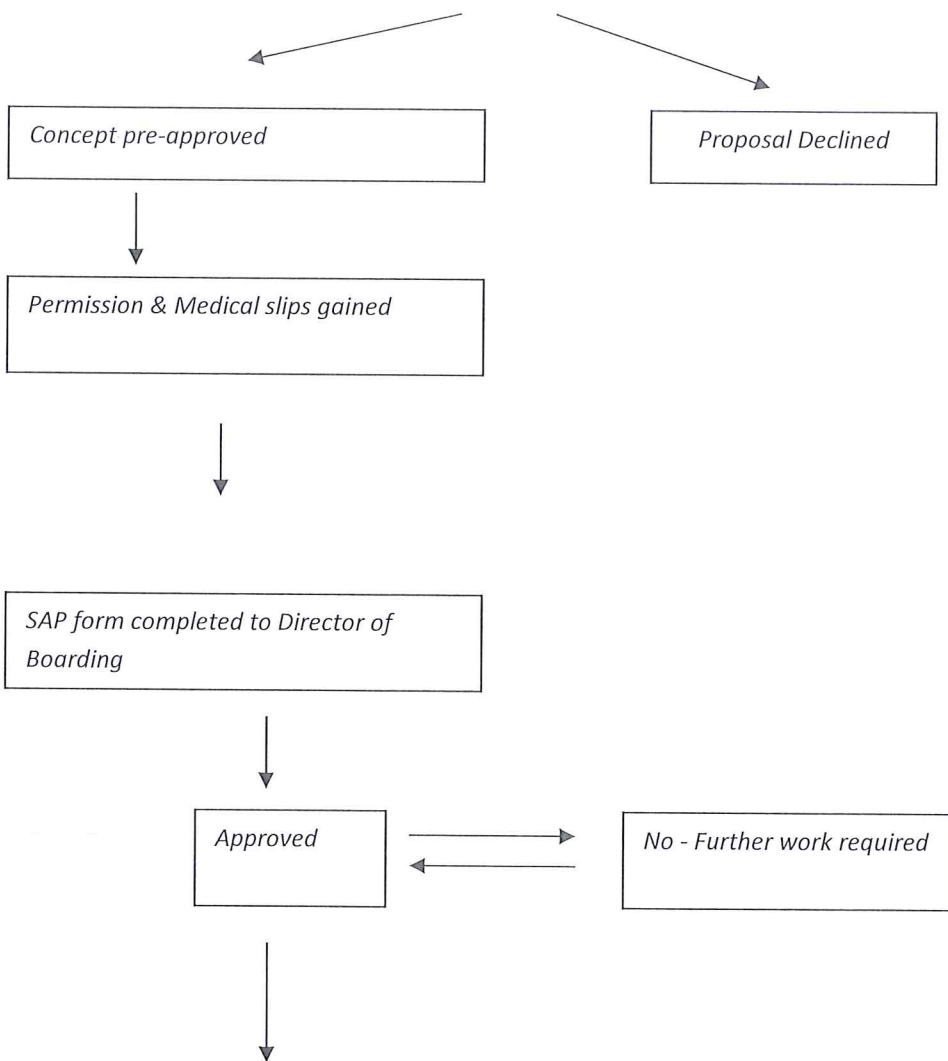 Concept pre-approved
Proposal Declined
Permission & Medical slips gained
SAP form completed to Director of
Boarding
Approved
No - Further work required